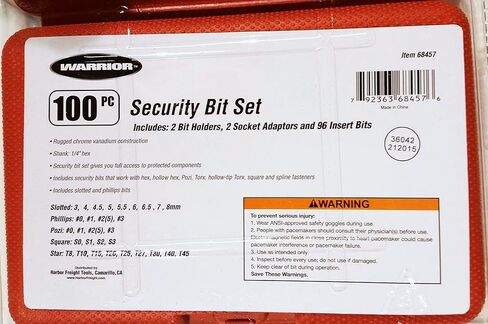 Item 68457
WARRIOR
100 PC
Security Bit Set
Includes: 2 Bit Holders, 2 Socket Adaptors and 96 Insert Bits
7 92363 68457 6
Made in China
36042
212015
• Rugged chrome vanadium construction
• Shank: 1/4" hex
• Security bit set gives you full access to protected components
• Includes security bits that work with hex, hollow hex, Pozi, Torx, hollow-tip Torx, square and spline fasteners
• Includes slotted and phillips bits
Slotted: 3, 4, 4.5, 5, 5.5, 6, 6.5, 7, 8mm
Phillips: #0, #1, #2(5), #3
Pozi: #0, #1, #2(5), #3
Square: S0, S1, S2, S3
Star: T8, T10, T15, T20, T25, T27, T30, T40, T45
Distributed by:
Harbor Freight Tools, Camarillo, CA
www.harborfreight.com
WARNING
To prevent serious injury:
1. Wear ANSI-approved safety goggles during use.
2. People with pacemakers should consult their physician(s) before use.
Electromagnetic fields in close proximity to heart pacemaker could cause
pacemaker interference or pacemaker failure.
3. Use as intended only.
4. Inspect before every use; do not use if damaged.
5. Keep clear of bit during operation.
Save These Warnings.